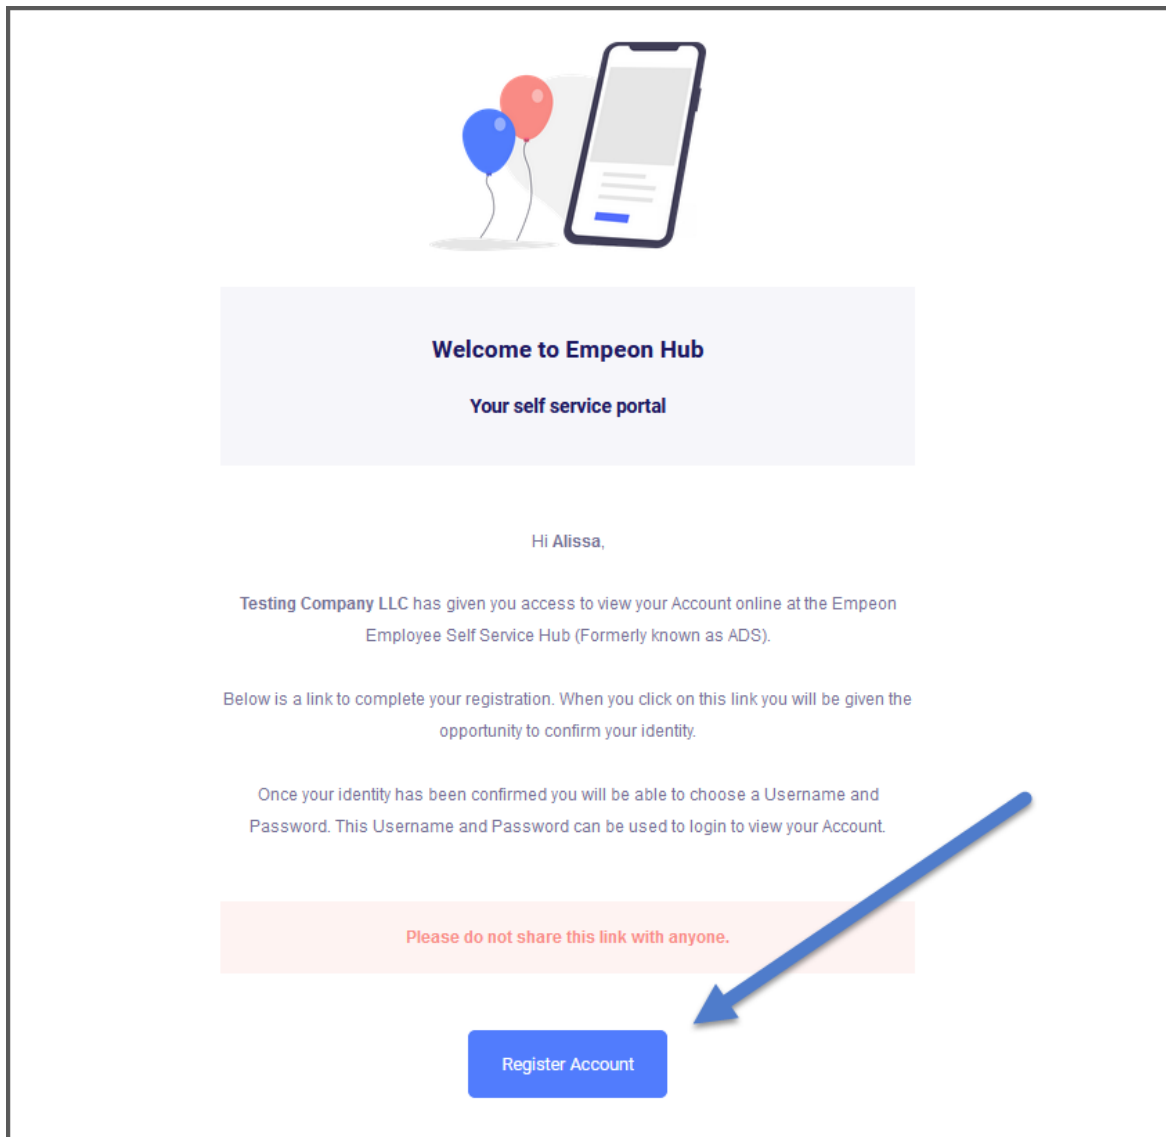 Welcome to Empeon Hub
Your self service portal
Hi Alissa,
Testing Company LLC has given you access to view your Account online at the Empeon
Employee Self Service Hub (Formerly known as ADS).
Below is a link to complete your registration. When you click on this link you will be given the
opportunity to confirm your identity.
Once your identity has been confirmed you will be able to choose a Username and
Password. This Username and Password can be used to login to view your Account.
Please do not share this link with anyone.
Register Account